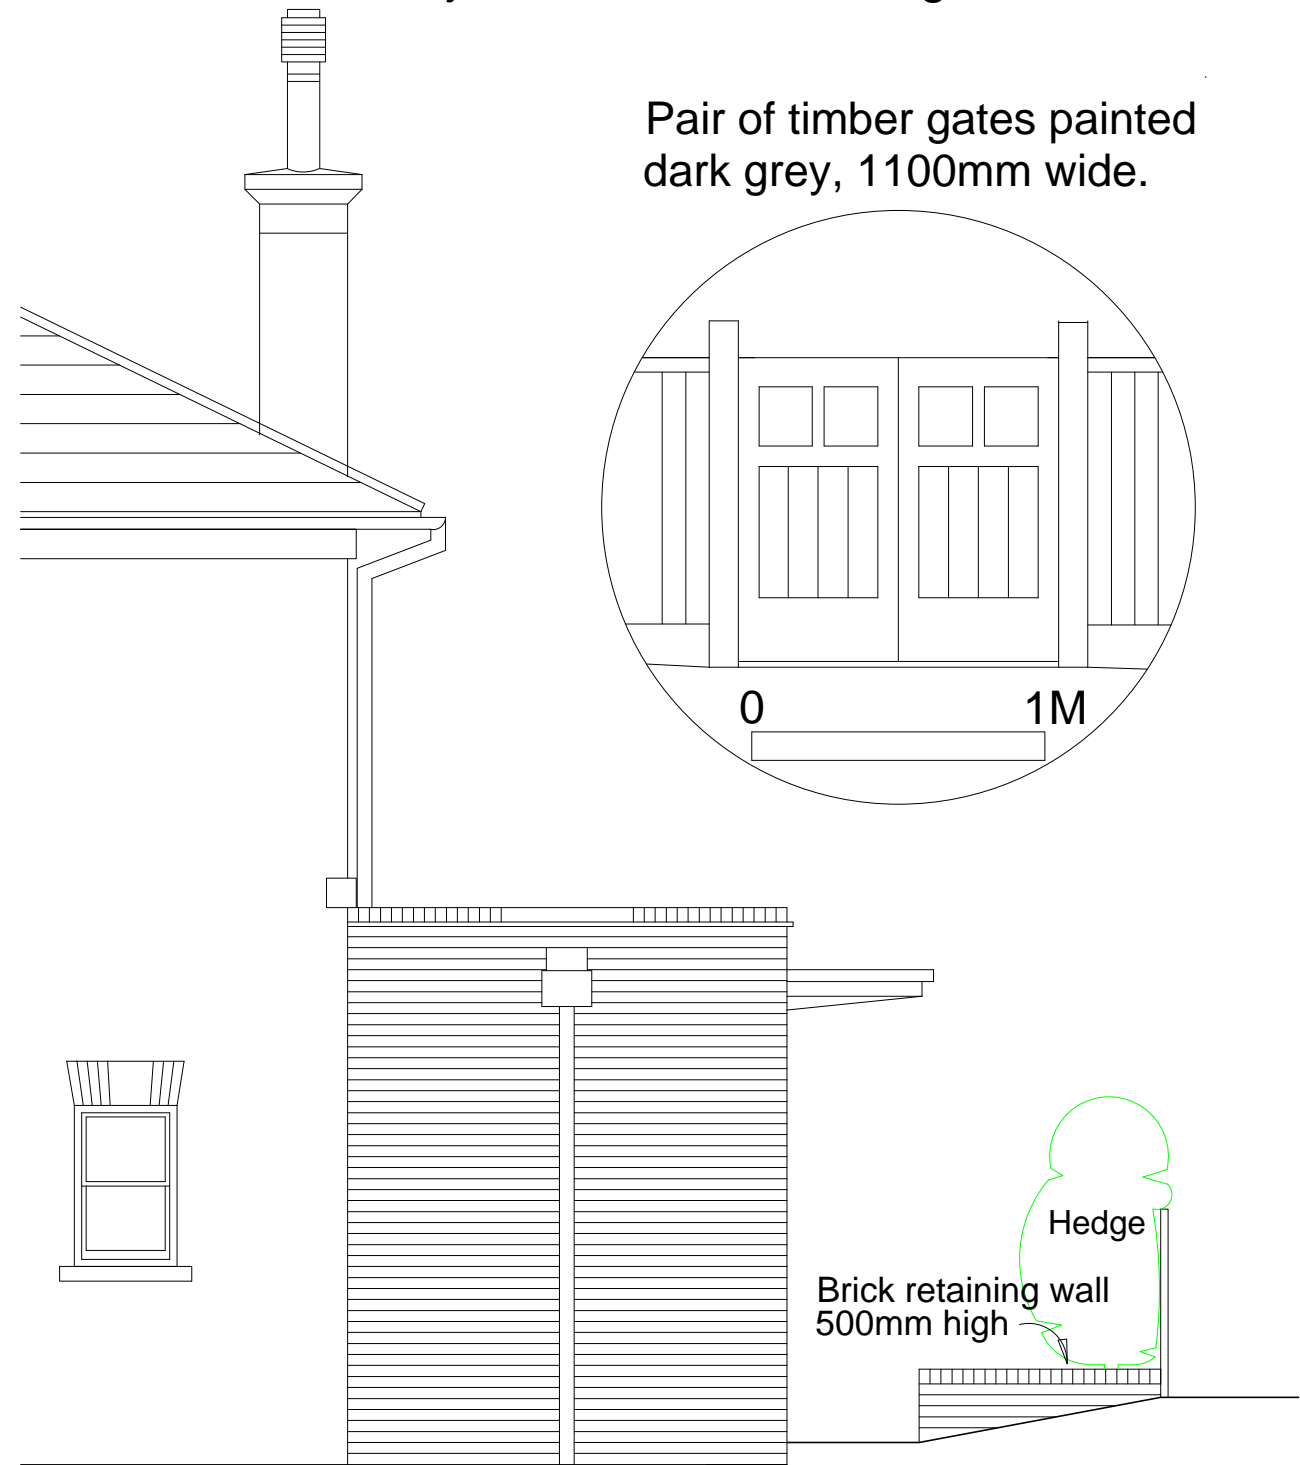 Pair of timber gates painted
dark grey, 1100mm wide.
0 1M
Hedge
Brick retaining wall
500mm high